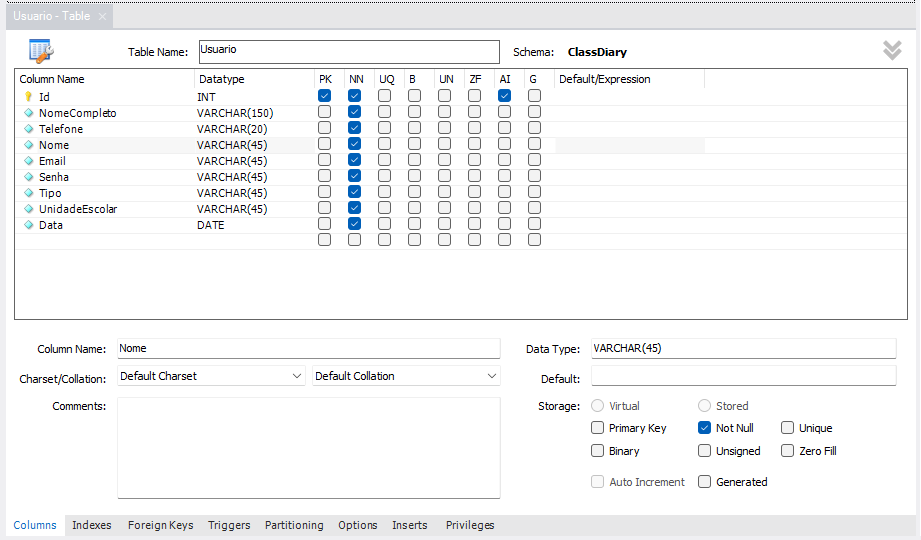 Usuario - Table ×
Table Name: Usuario Schema: ClassDiary
Column Name Datatype PK NN UQ B UN ZF AI G Default/Expression
Id INT
NomeCompleto VARCHAR(150)
Telefone VARCHAR(20)
Nome VARCHAR(45)
Email VARCHAR(45)
Senha VARCHAR(45)
Tipo VARCHAR(45)
UnidadeEscolar VARCHAR(45)
Data DATE
Column Name: Nome Data Type: VARCHAR(45)
Charset/Collation: Default Charset Default Collation Default:
Comments: Storage: Virtual Stored
Primary Key Not Null Unique
Binary Unsigned Zero Fill
Auto Increment Generated
Columns Indexes Foreign Keys Triggers Partitioning Options Inserts Privileges